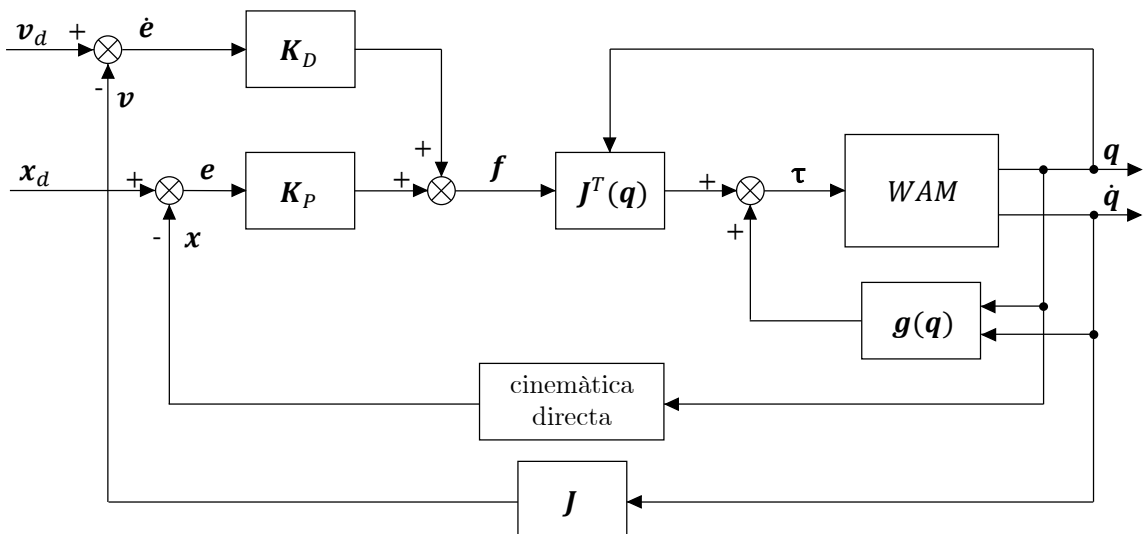 v_d + ė K_D
- v
+
x_d + e K_P + f J^T(q) + τ WAM q
q̇
- x
+
g(q)
cinemàtica
directa
J